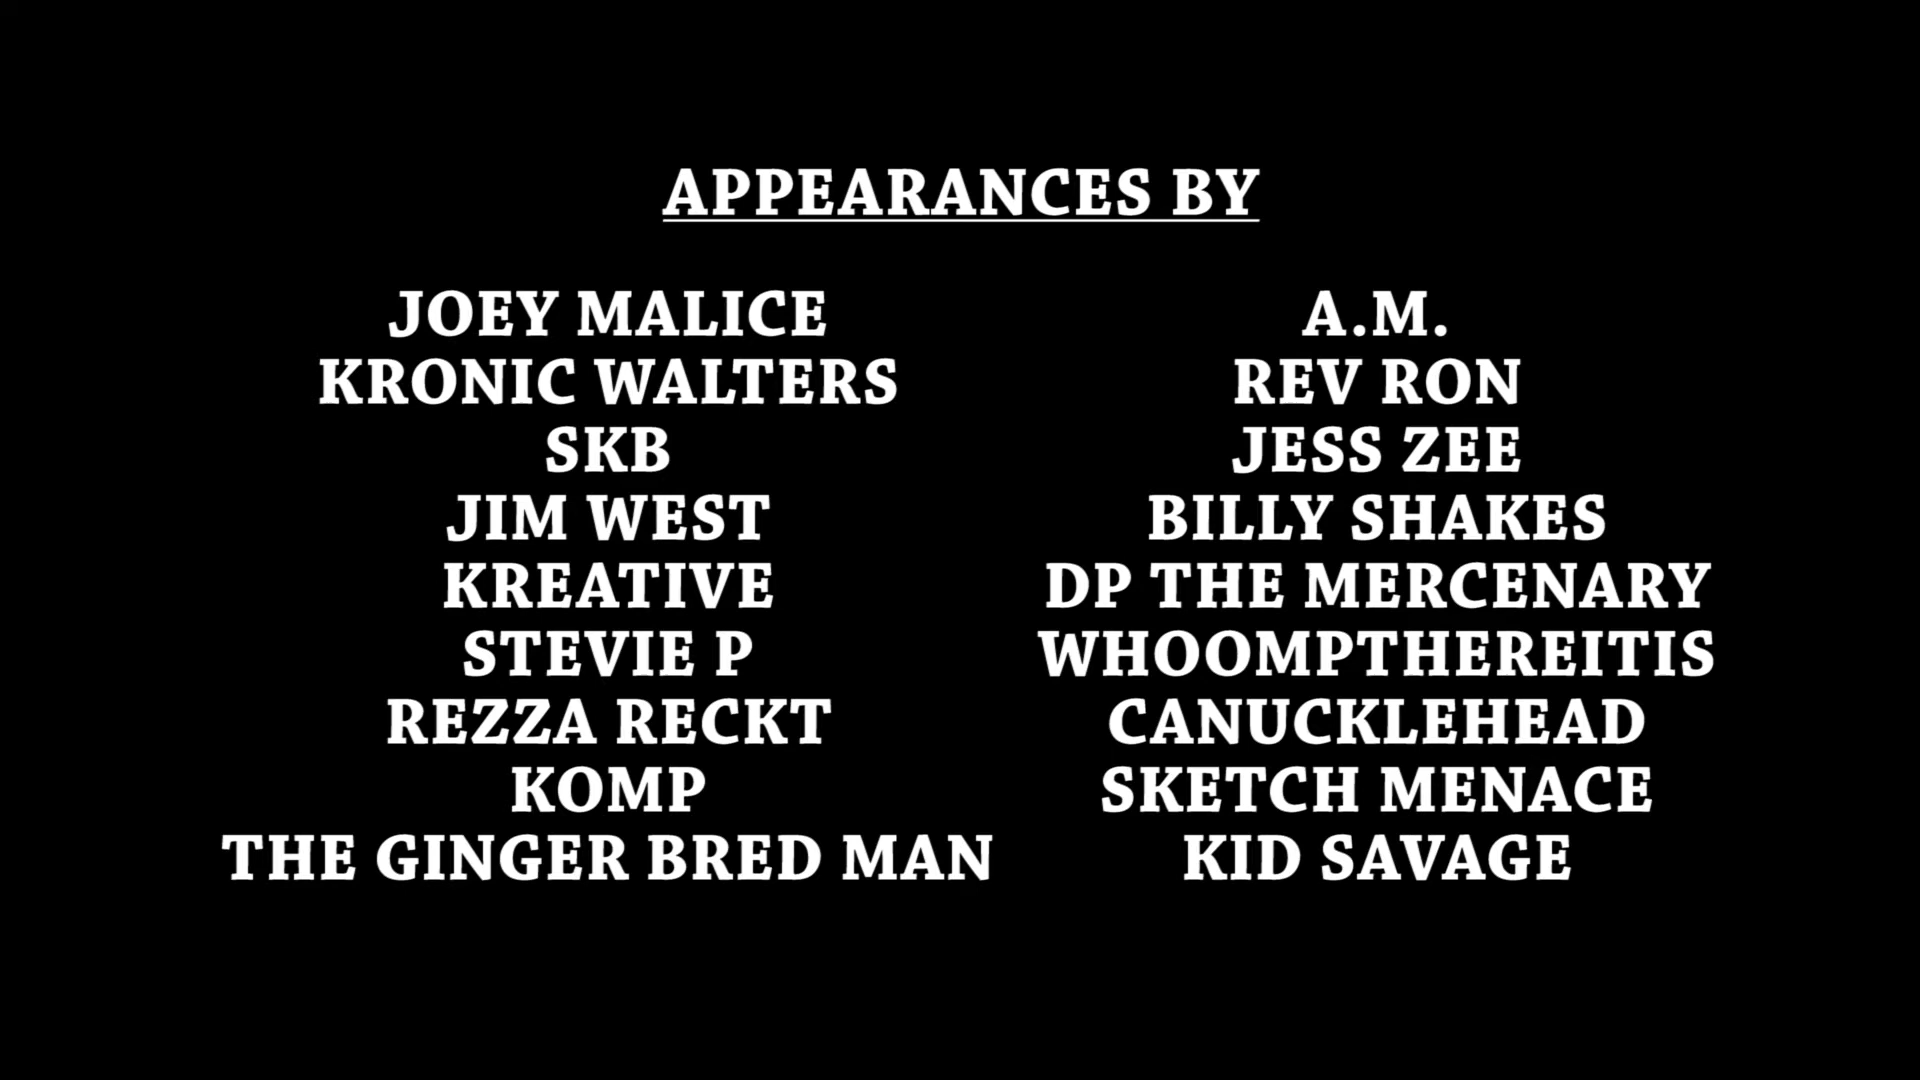 APPEARANCES BY
JOEY MALICE
KRONIC WALTERS
SKB
JIM WEST
KREATIVE
STEVIE P
REZZA RECKT
KOMP
THE GINGER BRED MAN
A.M.
REV RON
JESS ZEE
BILLY SHAKES
DP THE MERCENARY
WHOOMPTHEREITIS
CANUCKLEHEAD
SKETCH MENACE
KID SAVAGE